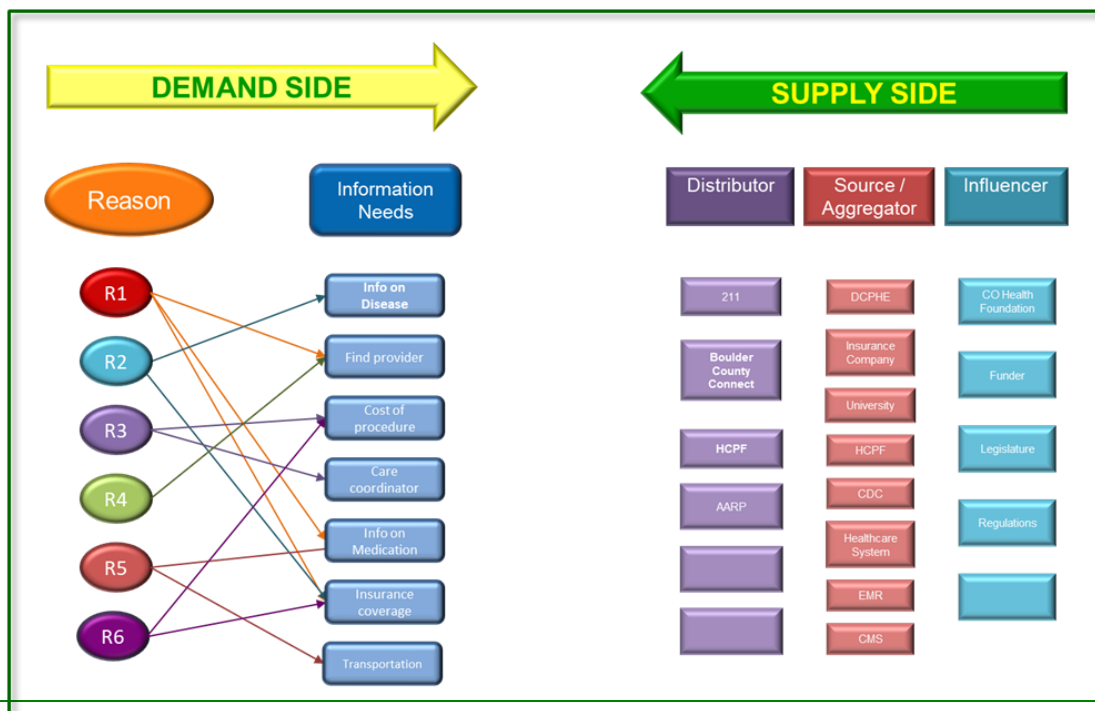 DEMAND SIDE
SUPPLY SIDE
Reason
Information
Needs
Distributor
Source /
Aggregator
Influencer
R1
R2
R3
R4
R5
R6
Info on
Disease
Find provider
Cost of
procedure
Care
coordinator
Info on
Medication
Insurance
coverage
Transportation
211
Boulder
County
Connect
HCPF
AARP
DCPHE
Insurance
Company
University
HCPF
CDC
Healthcare
System
EMR
CMS
CO Health
Foundation
Funder
Legislature
Regulations